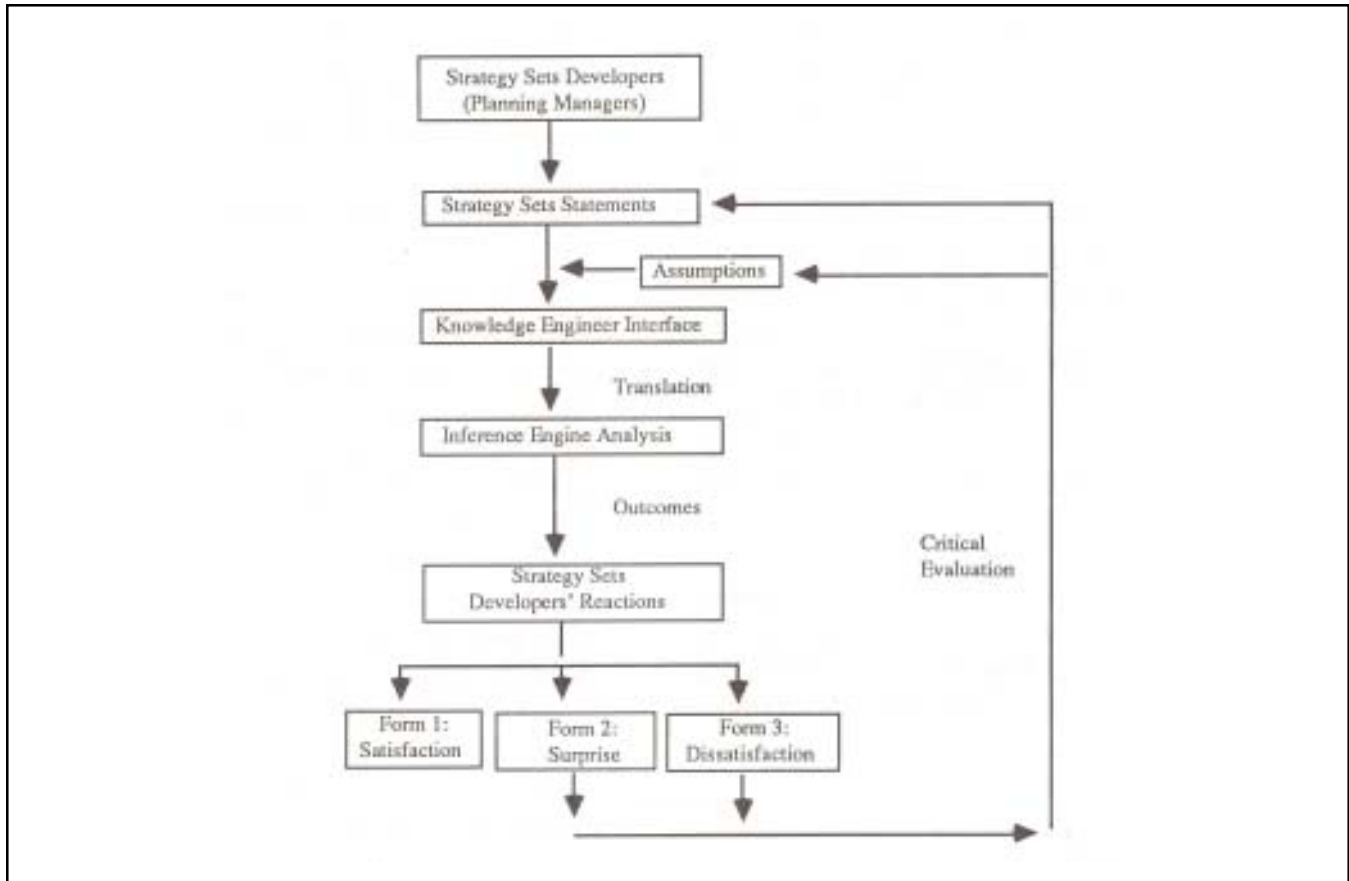 Strategy Sets Developers
(Planning Managers)
Strategy Sets Statements
Assumptions
Knowledge Engineer Interface
Translation
Inference Engine Analysis
Outcomes
Critical
Evaluation
Strategy Sets
Developers' Reactions
Form 1:
Satisfaction
Form 2:
Surprise
Form 3:
Dissatisfaction